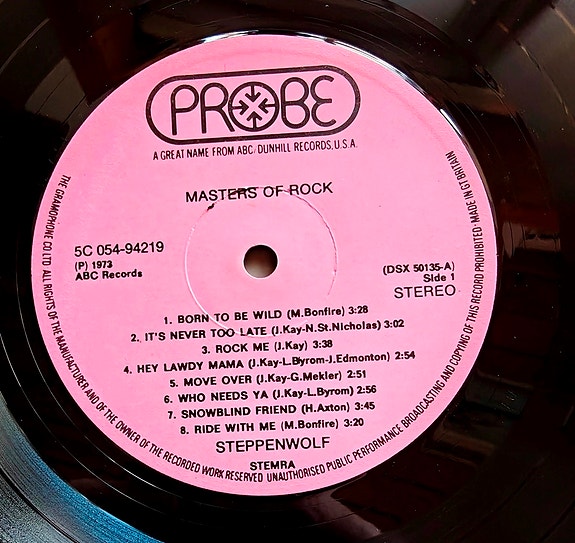 PROBE
A GREAT NAME FROM ABC/DUNHILL RECORDS, U.S.A.
MASTERS OF ROCK
5C 054-94219
(P) 1973
ABC Records
(DSX 50135-A)
Side 1
STEREO
1. BORN TO BE WILD (M.Bonfire) 3:28
2. IT'S NEVER TOO LATE (J.Kay-N.St.Nicholas) 3:02
3. ROCK ME (J.Kay) 3:38
4. HEY LAWDY MAMA (J.Kay-L.Byrom-J.Edmonton) 2:54
5. MOVE OVER (J.Kay-G.Mekler) 2:51
6. WHO NEEDS YA (J.Kay-L.Byrom) 2:56
7. SNOWBLIND FRIEND (H.Axton) 3:45
8. RIDE WITH ME (M.Bonfire) 3:20
STEPPENWOLF
STEMRA
THE GRAMOPHONE CO LTD ALL RIGHTS OF THE MANUFACTURER AND OF THE OWNER OF THE RECORDED WORK RESERVED UNAUTHORISED PUBLIC PERFORMANCE BROADCASTING AND COPYING OF THIS RECORD PROHIBITED · MADE IN GT BRITAIN